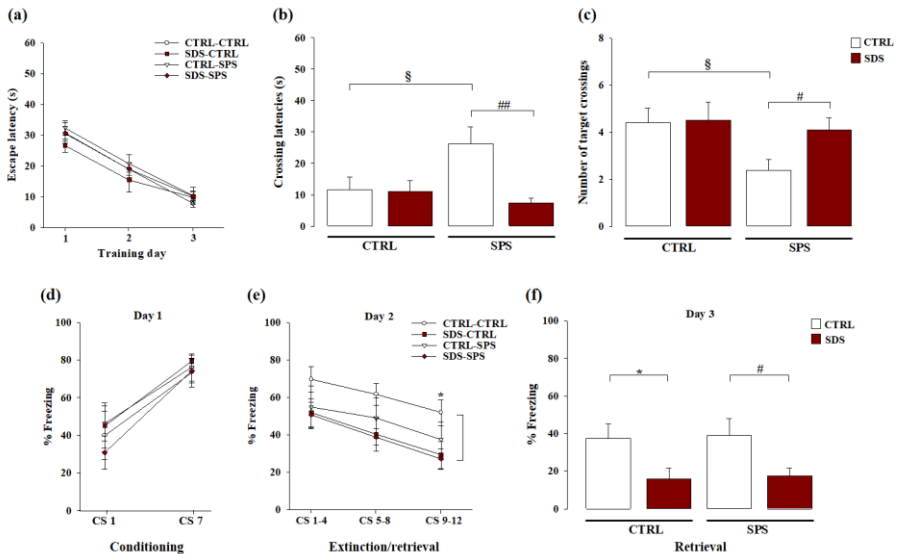 (a)
CTRL-CTRL
SDS-CTRL
CTRL-SPS
SDS-SPS
Escape latency (s)
60
50
40
30
20
10
0
1 2 3
Training day
(b)
Crossing latencies (s)
60
50
40
30
20
10
0
§
##
CTRL SPS
(c)
CTRL
SDS
Number of target crossings
8
6
4
2
0
§
#
CTRL SPS
(d)
Day 1
% Freezing
100
80
60
40
20
0
CS 1 CS 7
Conditioning
(e)
Day 2
CTRL-CTRL
SDS-CTRL
CTRL-SPS
SDS-SPS
% Freezing
100
80
60
40
20
0
*
CS 1-4 CS 5-8 CS 9-12
Extinction/retrieval
(f)
Day 3
CTRL
SDS
% Freezing
100
80
60
40
20
0
*
#
CTRL SPS
Retrieval